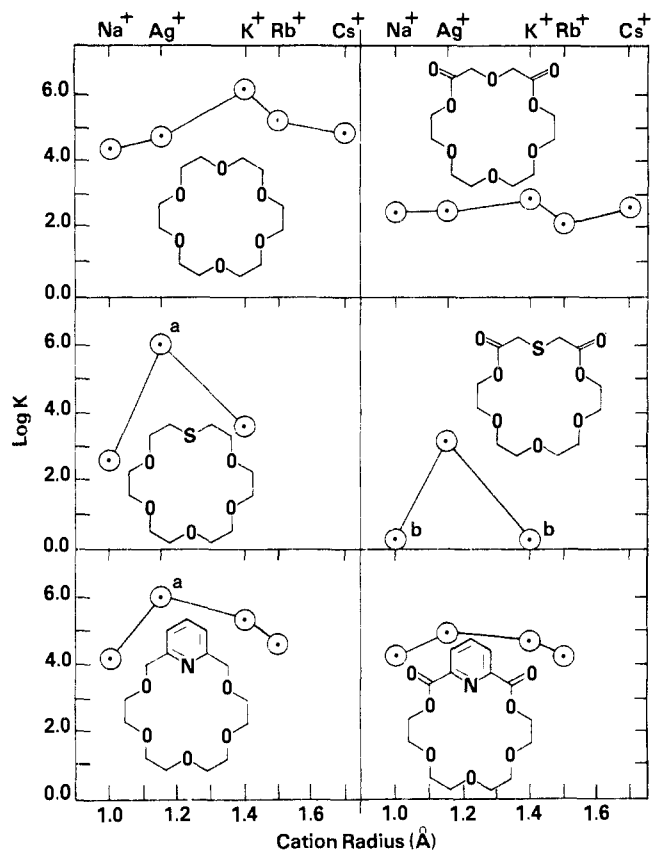 Na+ Ag+ K+ Rb+ Cs+ Na+ Ag+ K+ Rb+ Cs+
6.0
4.0
2.0
0.0
O
O O
O O
O
O O O
O O
O O
O
Log K
6.0
4.0
2.0
0.0
a
S
O O
O O
O
O S O
O O
O O
O
b b
6.0
4.0
2.0
0.0
a
N
O O
O O
O
O N O
O O
O O
O
1.0 1.2 1.4 1.6 1.0 1.2 1.4 1.6
Cation Radius (Å)